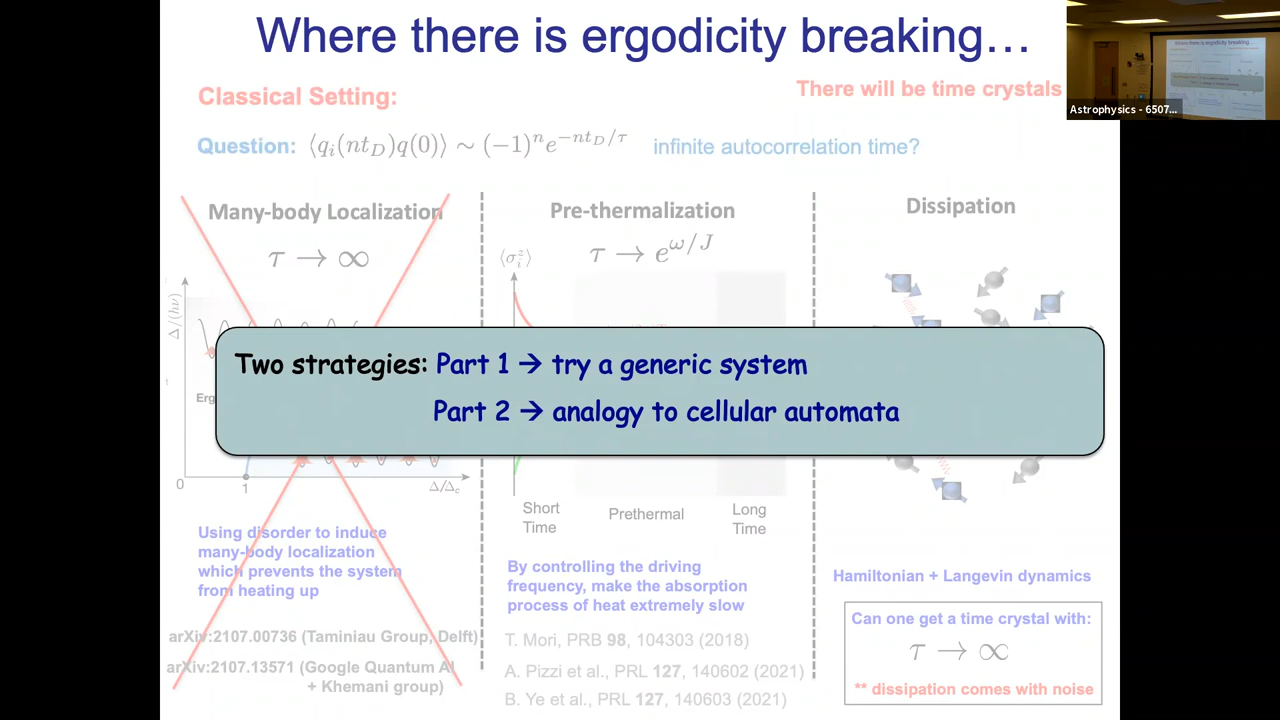 Where there is ergodicity breaking…
Classical Setting:
There will be time crystals
Astrophysics - 6507...
Question: ⟨q_i(nt_D)q(0)⟩ ∼ (−1)^n e^{−nt_D/τ} infinite autocorrelation time?
Many-body Localization
τ → ∞
Δ/(hν)
Erg
0
1
Δ/Δ_c
Using disorder to induce
many-body localization
which prevents the system
from heating up
arXiv:2107.00736 (Taminiau Group, Delft)
arXiv:2107.13571 (Google Quantum AI
+ Khemani group)
Pre-thermalization
τ → e^{ω/J}
⟨σ_i^z⟩
Short
Time
Prethermal
Long
Time
By controlling the driving
frequency, make the absorption
process of heat extremely slow
T. Mori, PRB 98, 104303 (2018)
A. Pizzi et al., PRL 127, 140602 (2021)
B. Ye et al., PRL 127, 140603 (2021)
Dissipation
Hamiltonian + Langevin dynamics
Can one get a time crystal with:
τ → ∞
** dissipation comes with noise
Two strategies: Part 1 → try a generic system
Part 2 → analogy to cellular automata